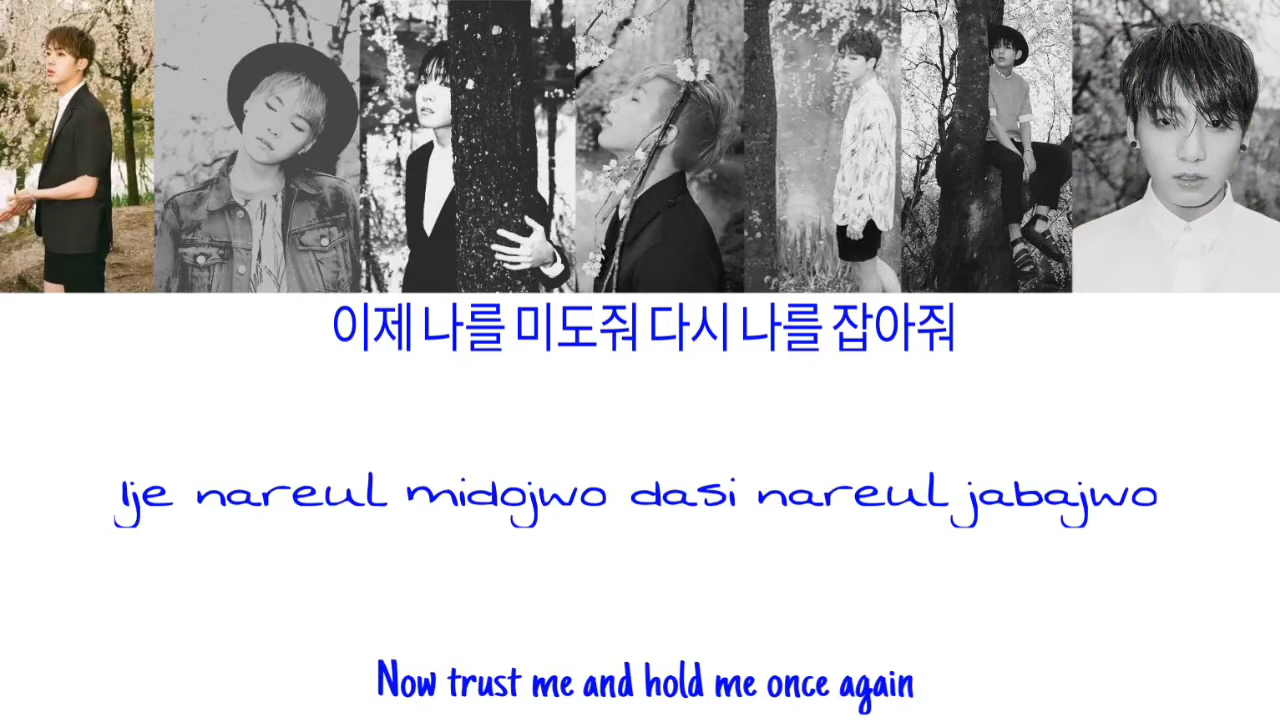 이제 나를 미도줘 다시 나를 잡아줘
Ije nareul midojwo dasi nareul jabajwo
Now trust me and hold me once again